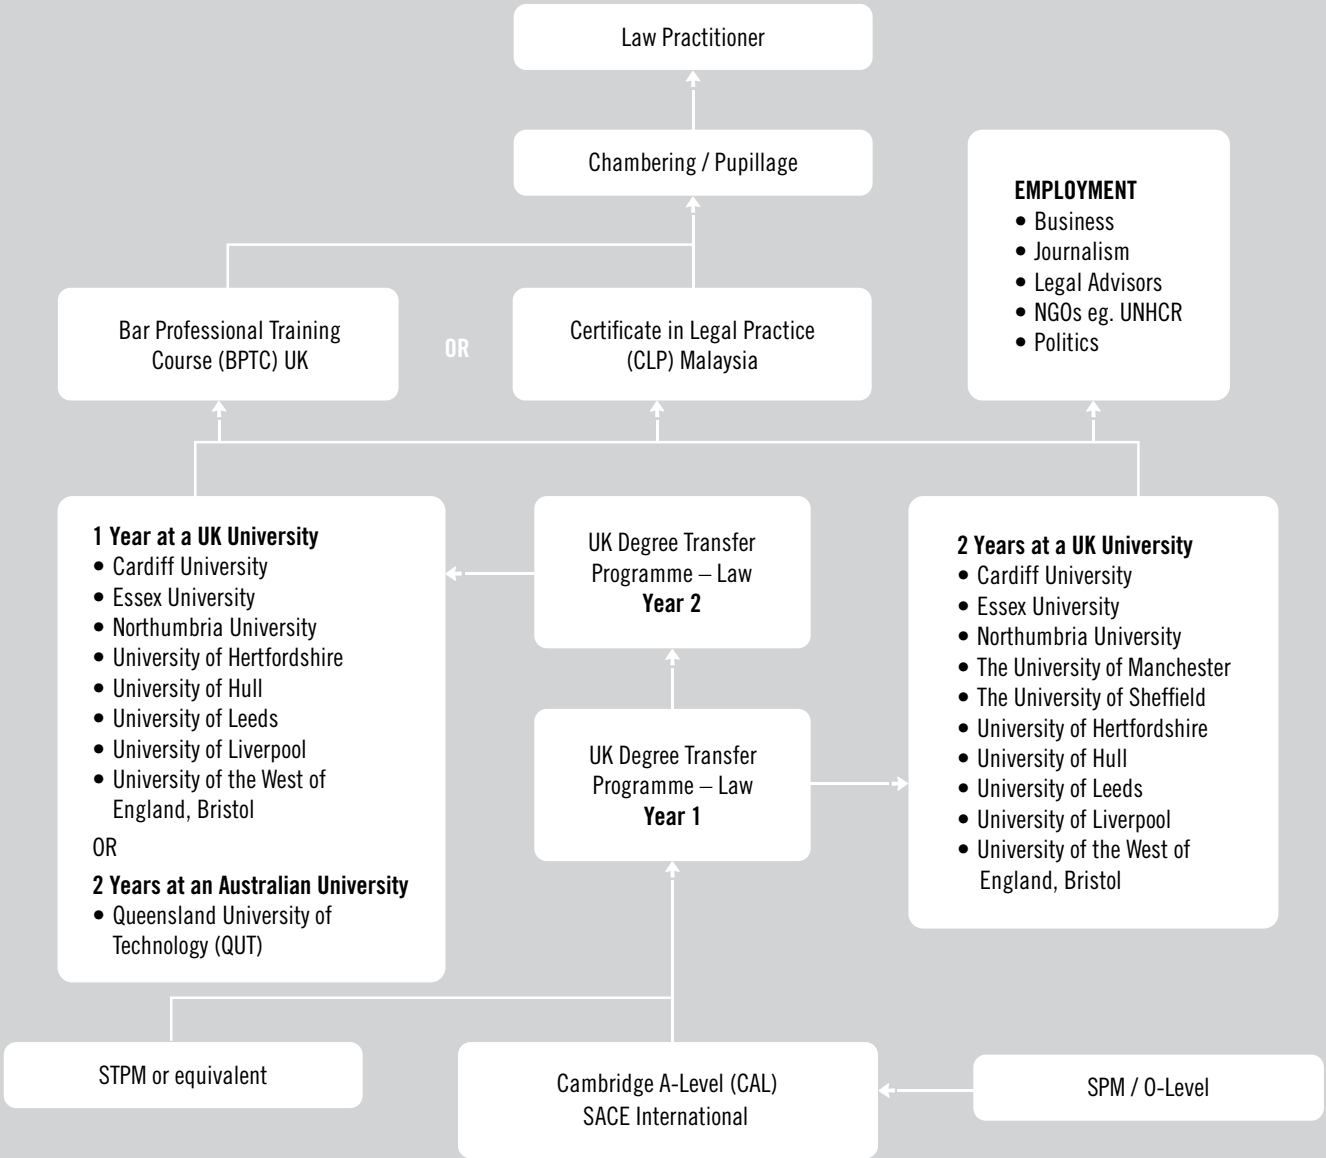 Law Practitioner
Chambering / Pupillage
EMPLOYMENT
• Business
• Journalism
• Legal Advisors
• NGOs eg. UNHCR
• Politics
Bar Professional Training
Course (BPTC) UK
OR
Certificate in Legal Practice
(CLP) Malaysia
1 Year at a UK University
• Cardiff University
• Essex University
• Northumbria University
• University of Hertfordshire
• University of Hull
• University of Leeds
• University of Liverpool
• University of the West of
England, Bristol
OR
2 Years at an Australian University
• Queensland University of
Technology (QUT)
UK Degree Transfer
Programme – Law
Year 2
UK Degree Transfer
Programme – Law
Year 1
2 Years at a UK University
• Cardiff University
• Essex University
• Northumbria University
• The University of Manchester
• The University of Sheffield
• University of Hertfordshire
• University of Hull
• University of Leeds
• University of Liverpool
• University of the West of
England, Bristol
STPM or equivalent
Cambridge A-Level (CAL)
SACE International
SPM / O-Level